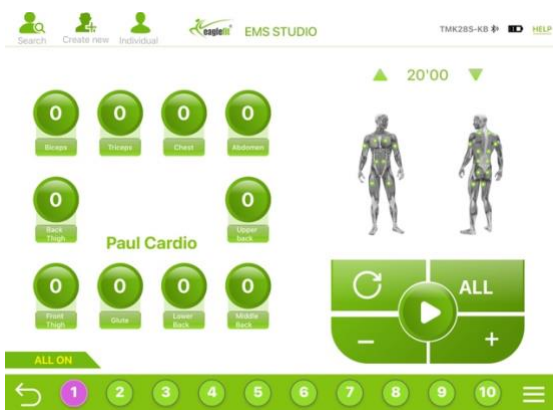 Search Create new Individual eaglefit® EMS STUDIO TMK285-KB HELP
20'00
0 0 0 0
Biceps Triceps Chest Abdomen
0 0
Back Thigh Upper back
Paul Cardio
0 0 0 0
Front Thigh Glute Lower Back Middle Back
ALL
− +
ALL ON
1 2 3 4 5 6 7 8 9 10